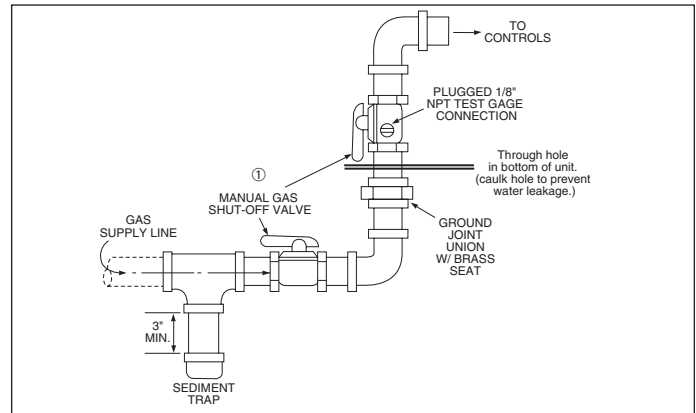 TO
CONTROLS
PLUGGED 1/8"
NPT TEST GAGE
CONNECTION
Through hole
in bottom of unit.
(caulk hole to prevent
water leakage.)
①
MANUAL GAS
SHUT-OFF VALVE
GROUND
JOINT
UNION
W/ BRASS
SEAT
GAS
SUPPLY LINE
3"
MIN.
SEDIMENT
TRAP